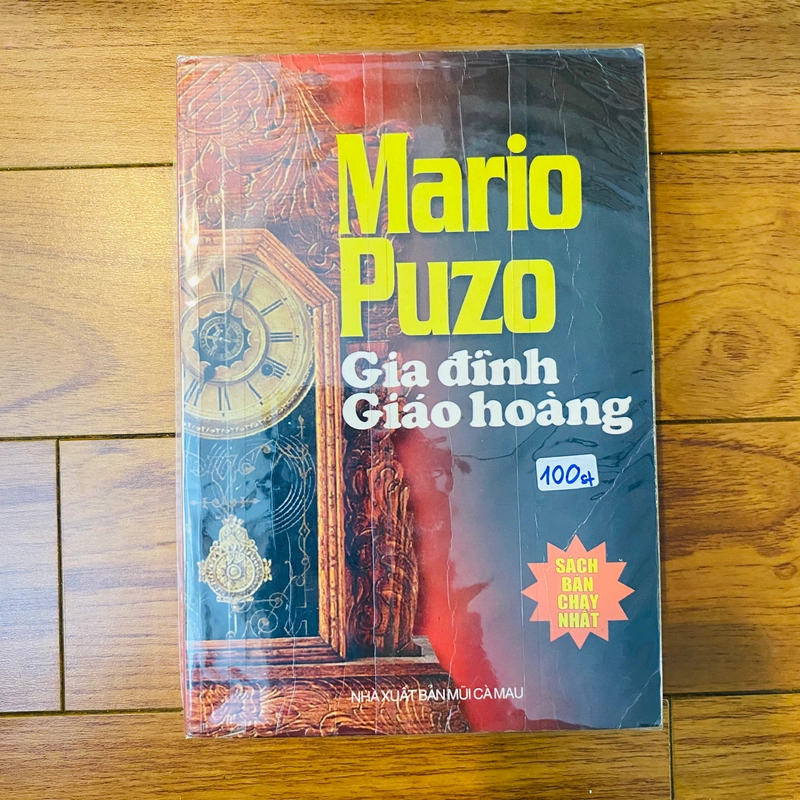 Mario
Puzo
Gia đình
Giáo hoàng
100st
SÁCH
BÁN
CHẠY
NHẤT
NHÀ XUẤT BẢN MŨI CÀ MAU